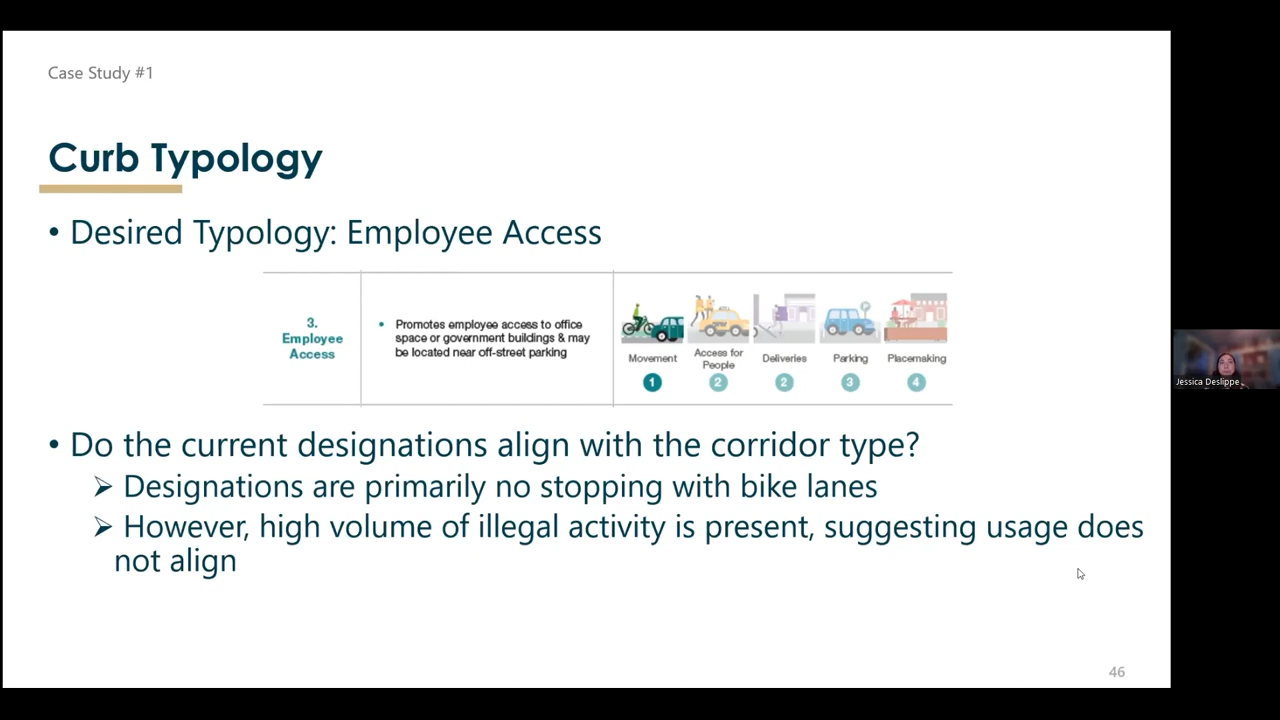 Case Study #1
Curb Typology
• Desired Typology: Employee Access
3.
Employee
Access
• Promotes employee access to office
space or government buildings & may
be located near off-street parking
Movement
Access for
People
Deliveries
Parking
Placemaking
1
2
2
3
4
• Do the current designations align with the corridor type?
➢ Designations are primarily no stopping with bike lanes
➢ However, high volume of illegal activity is present, suggesting usage does
not align
46
Jessica Deslippe